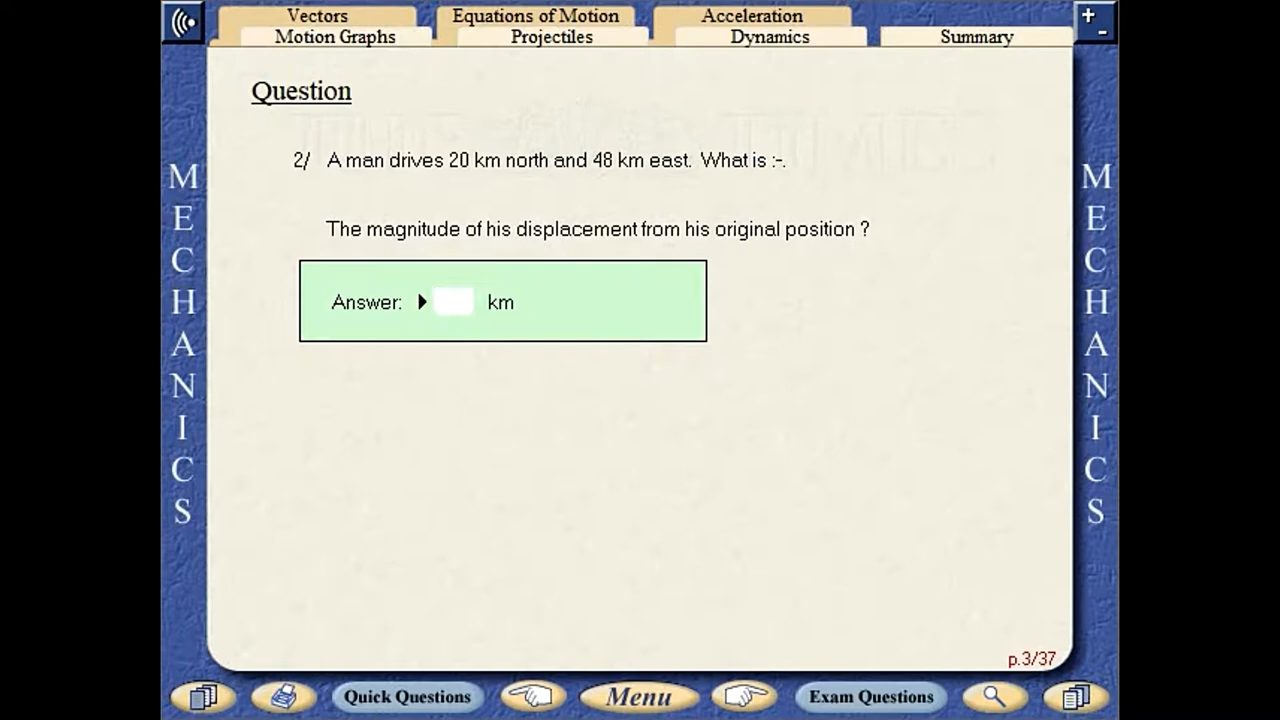 Vectors
Equations of Motion
Acceleration
Motion Graphs
Projectiles
Dynamics
Summary
+
-
Question
2/ A man drives 20 km north and 48 km east. What is :-.
The magnitude of his displacement from his original position ?
Answer: km
MECHANICS
MECHANICS
p.3/37
Quick Questions
Menu
Exam Questions